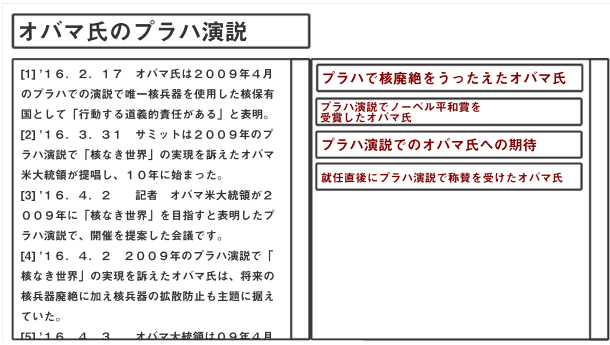 オバマ氏のプラハ演説
[1] '１６．２．１７　オバマ氏は２００９年４月
のプラハでの演説で唯一核兵器を使用した核保有
国として「行動する道義的責任がある」と表明。
[2] '１６．３．３１　サミットは２００９年のプ
ラハ演説で「核なき世界」の実現を訴えたオバマ
米大統領が提唱し、１０年に始まった。
[3] '１６．４．２　　記者　オバマ米大統領が２
００９年に「核なき世界」を目指すと表明したプ
ラハ演説で、開催を提案した会議です。
[4] '１６．４．２　２００９年のプラハ演説で「
核なき世界」の実現を訴えたオバマ氏は、将来の
核兵器廃絶に加え核兵器の拡散防止も主題に据え
ていた。
[5] '１６．４．３　　オバマ大統領は０９年４月
プラハで核廃絶をうったえたオバマ氏
プラハ演説でノーベル平和賞を
受賞したオバマ氏
プラハ演説でのオバマ氏への期待
就任直後にプラハ演説で称賛を受けたオバマ氏